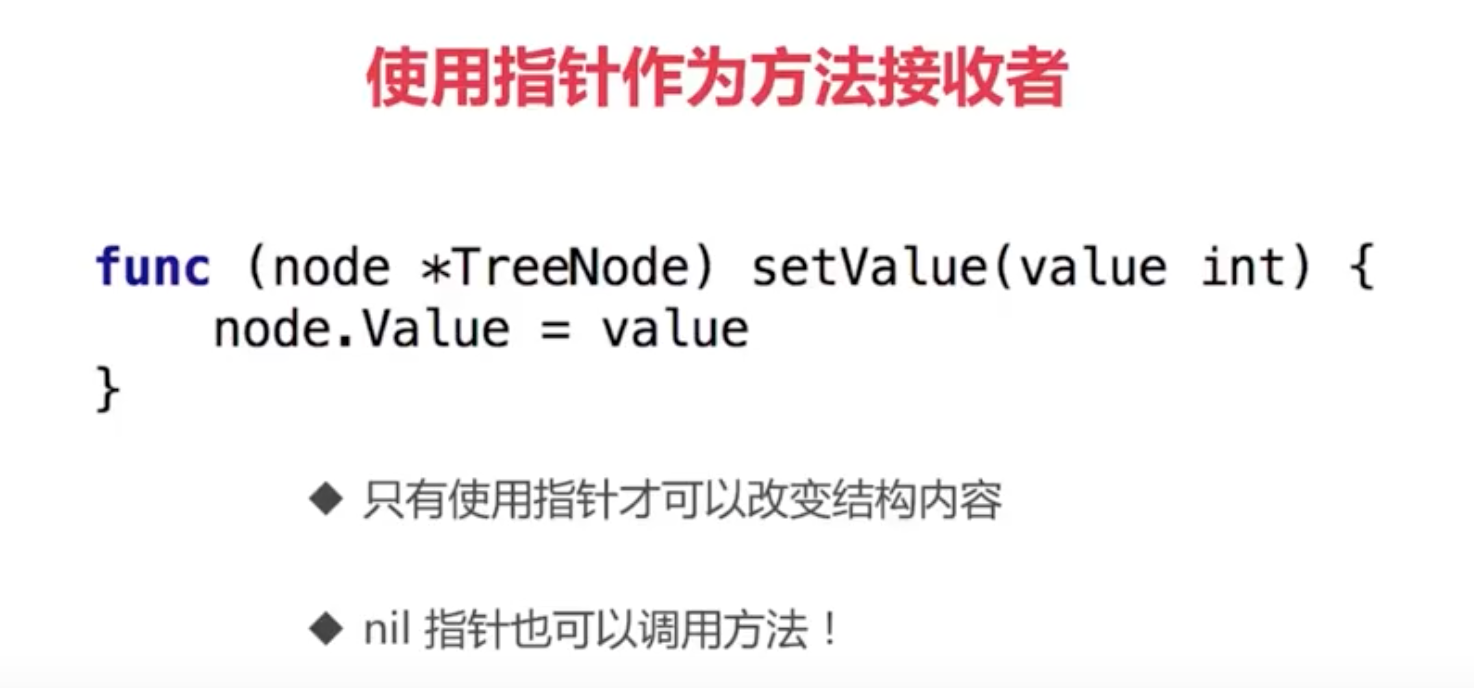 使用指针作为方法接收者
func (node *TreeNode) setValue(value int) {
    node.Value = value
}
◆ 只有使用指针才可以改变结构内容
◆ nil 指针也可以调用方法！